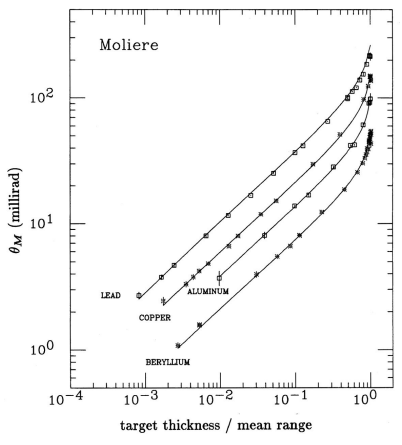 Moliere
10²
10¹
10⁰
θ_M (millirad)
LEAD
COPPER
ALUMINUM
BERYLLIUM
10⁻⁴ 10⁻³ 10⁻² 10⁻¹ 10⁰
target thickness / mean range